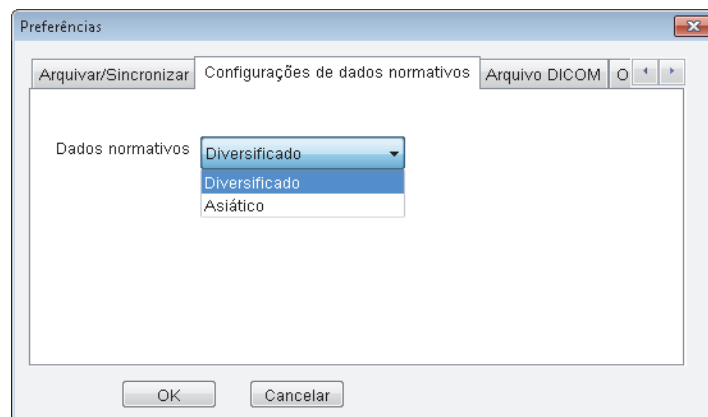 Preferências
Arquivar/Sincronizar Configurações de dados normativos Arquivo DICOM O
Dados normativos Diversificado
Diversificado
Asiático
OK Cancelar